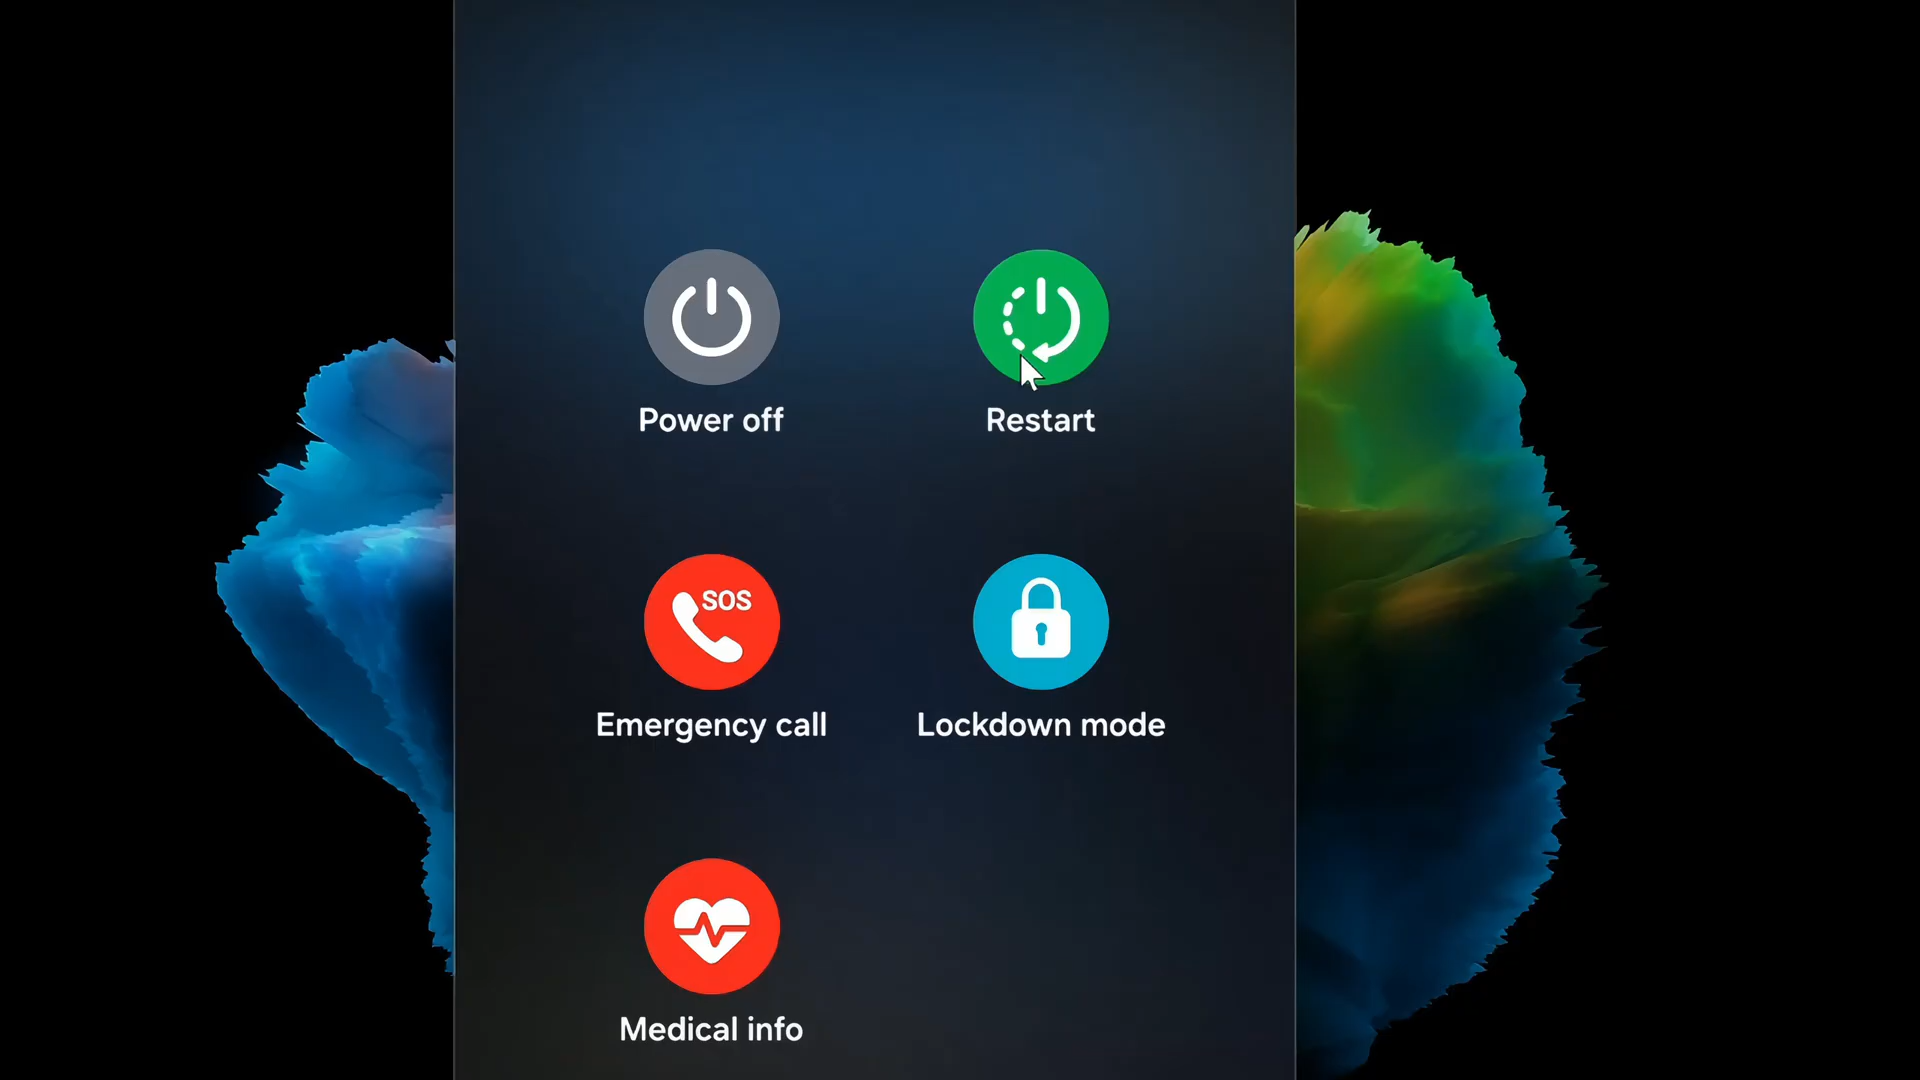 Power off
Restart
SOS
Emergency call
Lockdown mode
Medical info